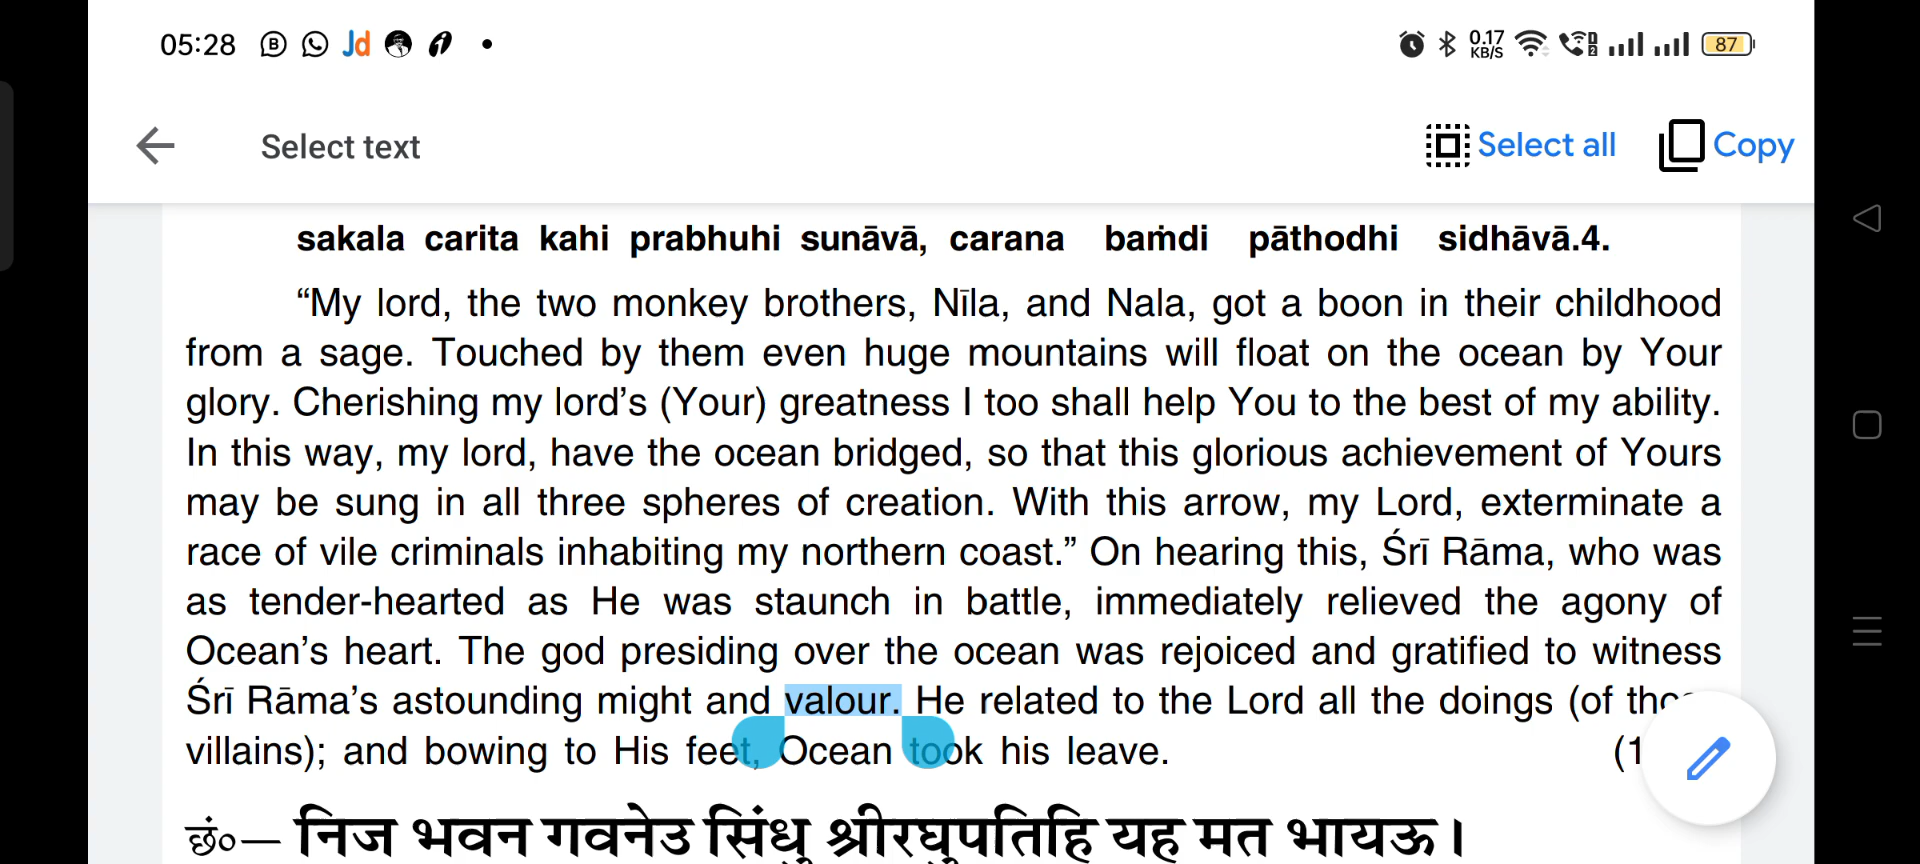 05:28 B Jd 0.17 KB/S 87
Select text Select all Copy
sakala carita kahi prabhuhi sunāvā, carana baṁdi pāthodhi sidhāvā.4.
“My lord, the two monkey brothers, Nīla, and Nala, got a boon in their childhood
from a sage. Touched by them even huge mountains will float on the ocean by Your
glory. Cherishing my lord’s (Your) greatness I too shall help You to the best of my ability.
In this way, my lord, have the ocean bridged, so that this glorious achievement of Yours
may be sung in all three spheres of creation. With this arrow, my Lord, exterminate a
race of vile criminals inhabiting my northern coast.” On hearing this, Śrī Rāma, who was
as tender-hearted as He was staunch in battle, immediately relieved the agony of
Ocean’s heart. The god presiding over the ocean was rejoiced and gratified to witness
Śrī Rāma’s astounding might and valour. He related to the Lord all the doings (of
villains); and bowing to His feet, Ocean took his leave. (1
छं०— निज भवन गवनेउ सिंधु श्रीरघुपतिहि यह मत भायऊ।